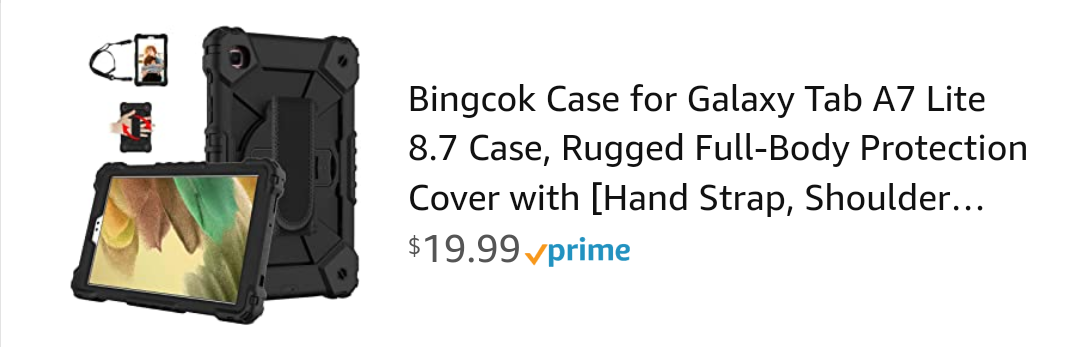 Bingcok Case for Galaxy Tab A7 Lite
8.7 Case, Rugged Full-Body Protection
Cover with [Hand Strap, Shoulder...
$19.99 prime